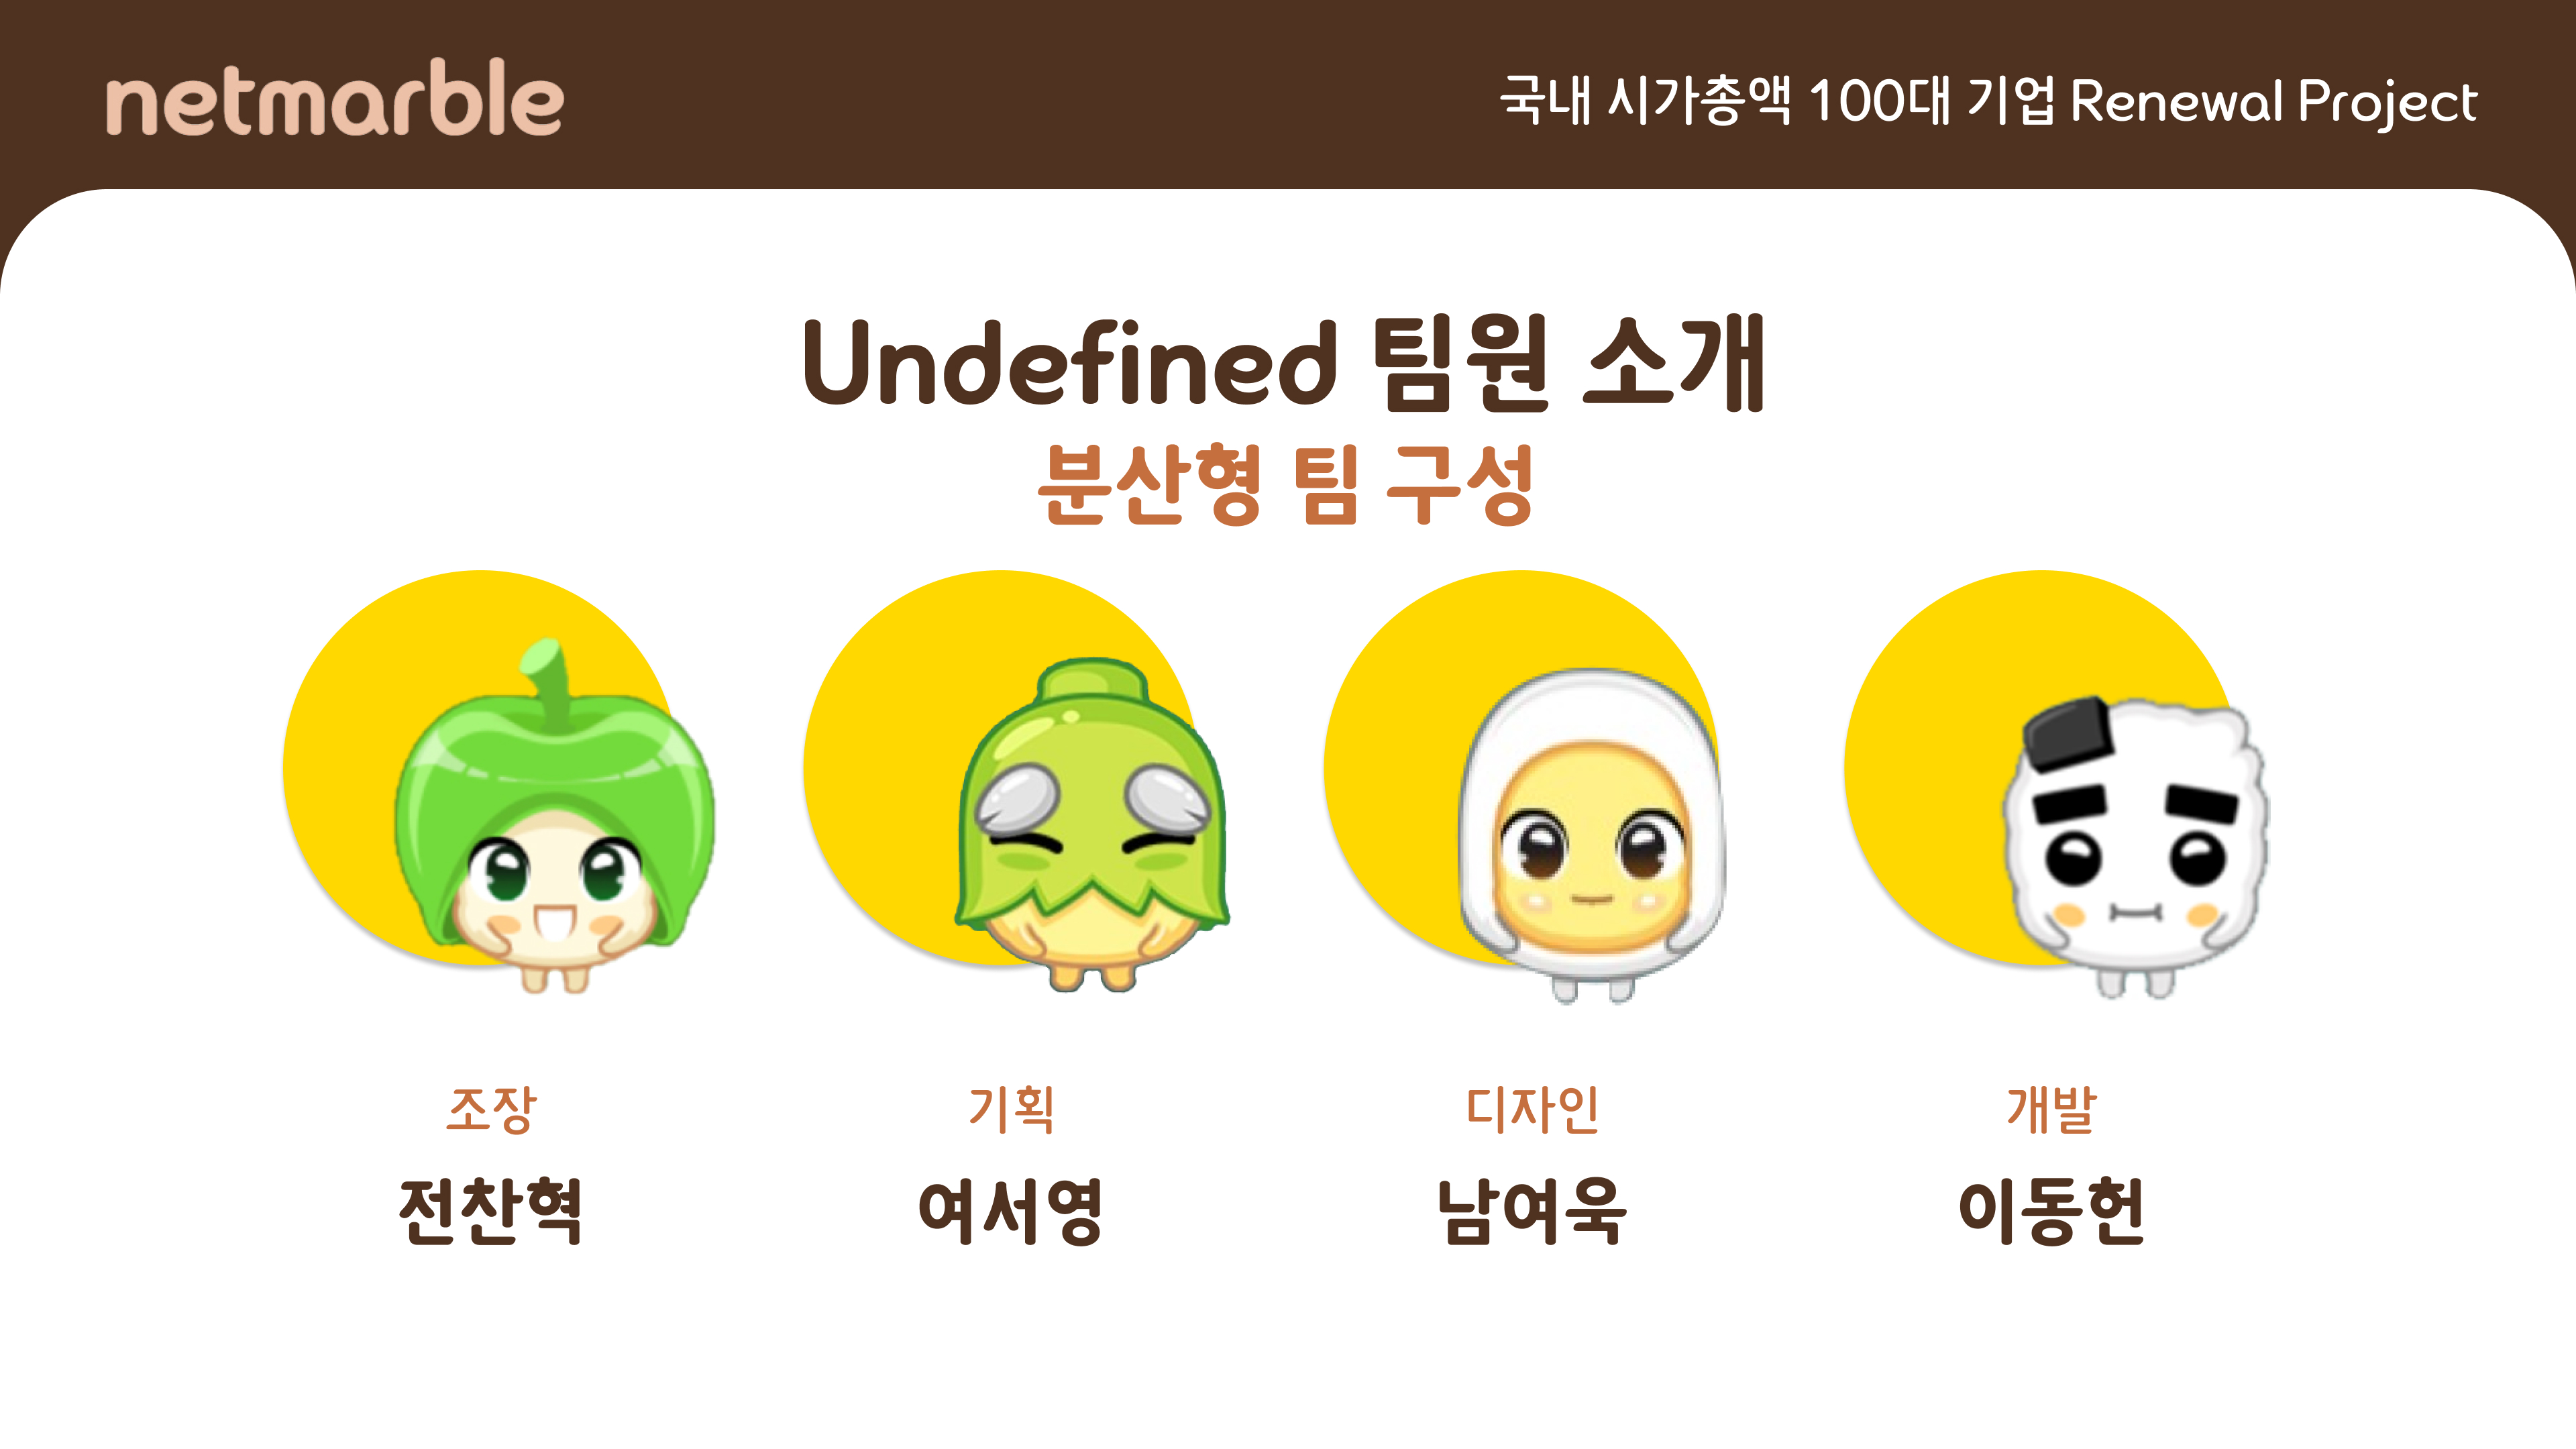 netmarble
국내 시가총액 100대 기업 Renewal Project
Undefined 팀원 소개
분산형 팀 구성
조장
전찬혁
기획
여서영
디자인
남여욱
개발
이동헌